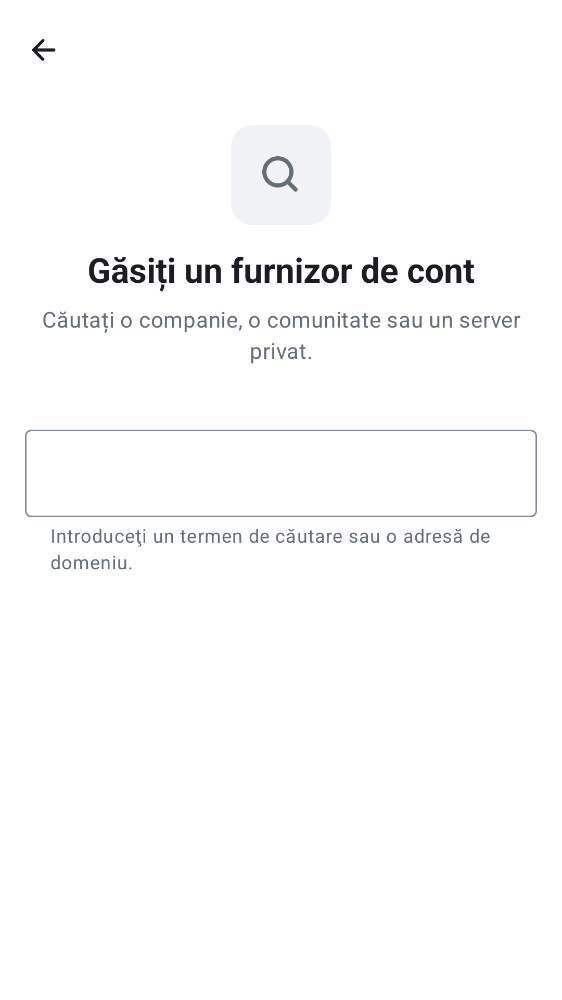 Găsiți un furnizor de cont
Căutați o companie, o comunitate sau un server
privat.
Introduceţi un termen de căutare sau o adresă de
domeniu.